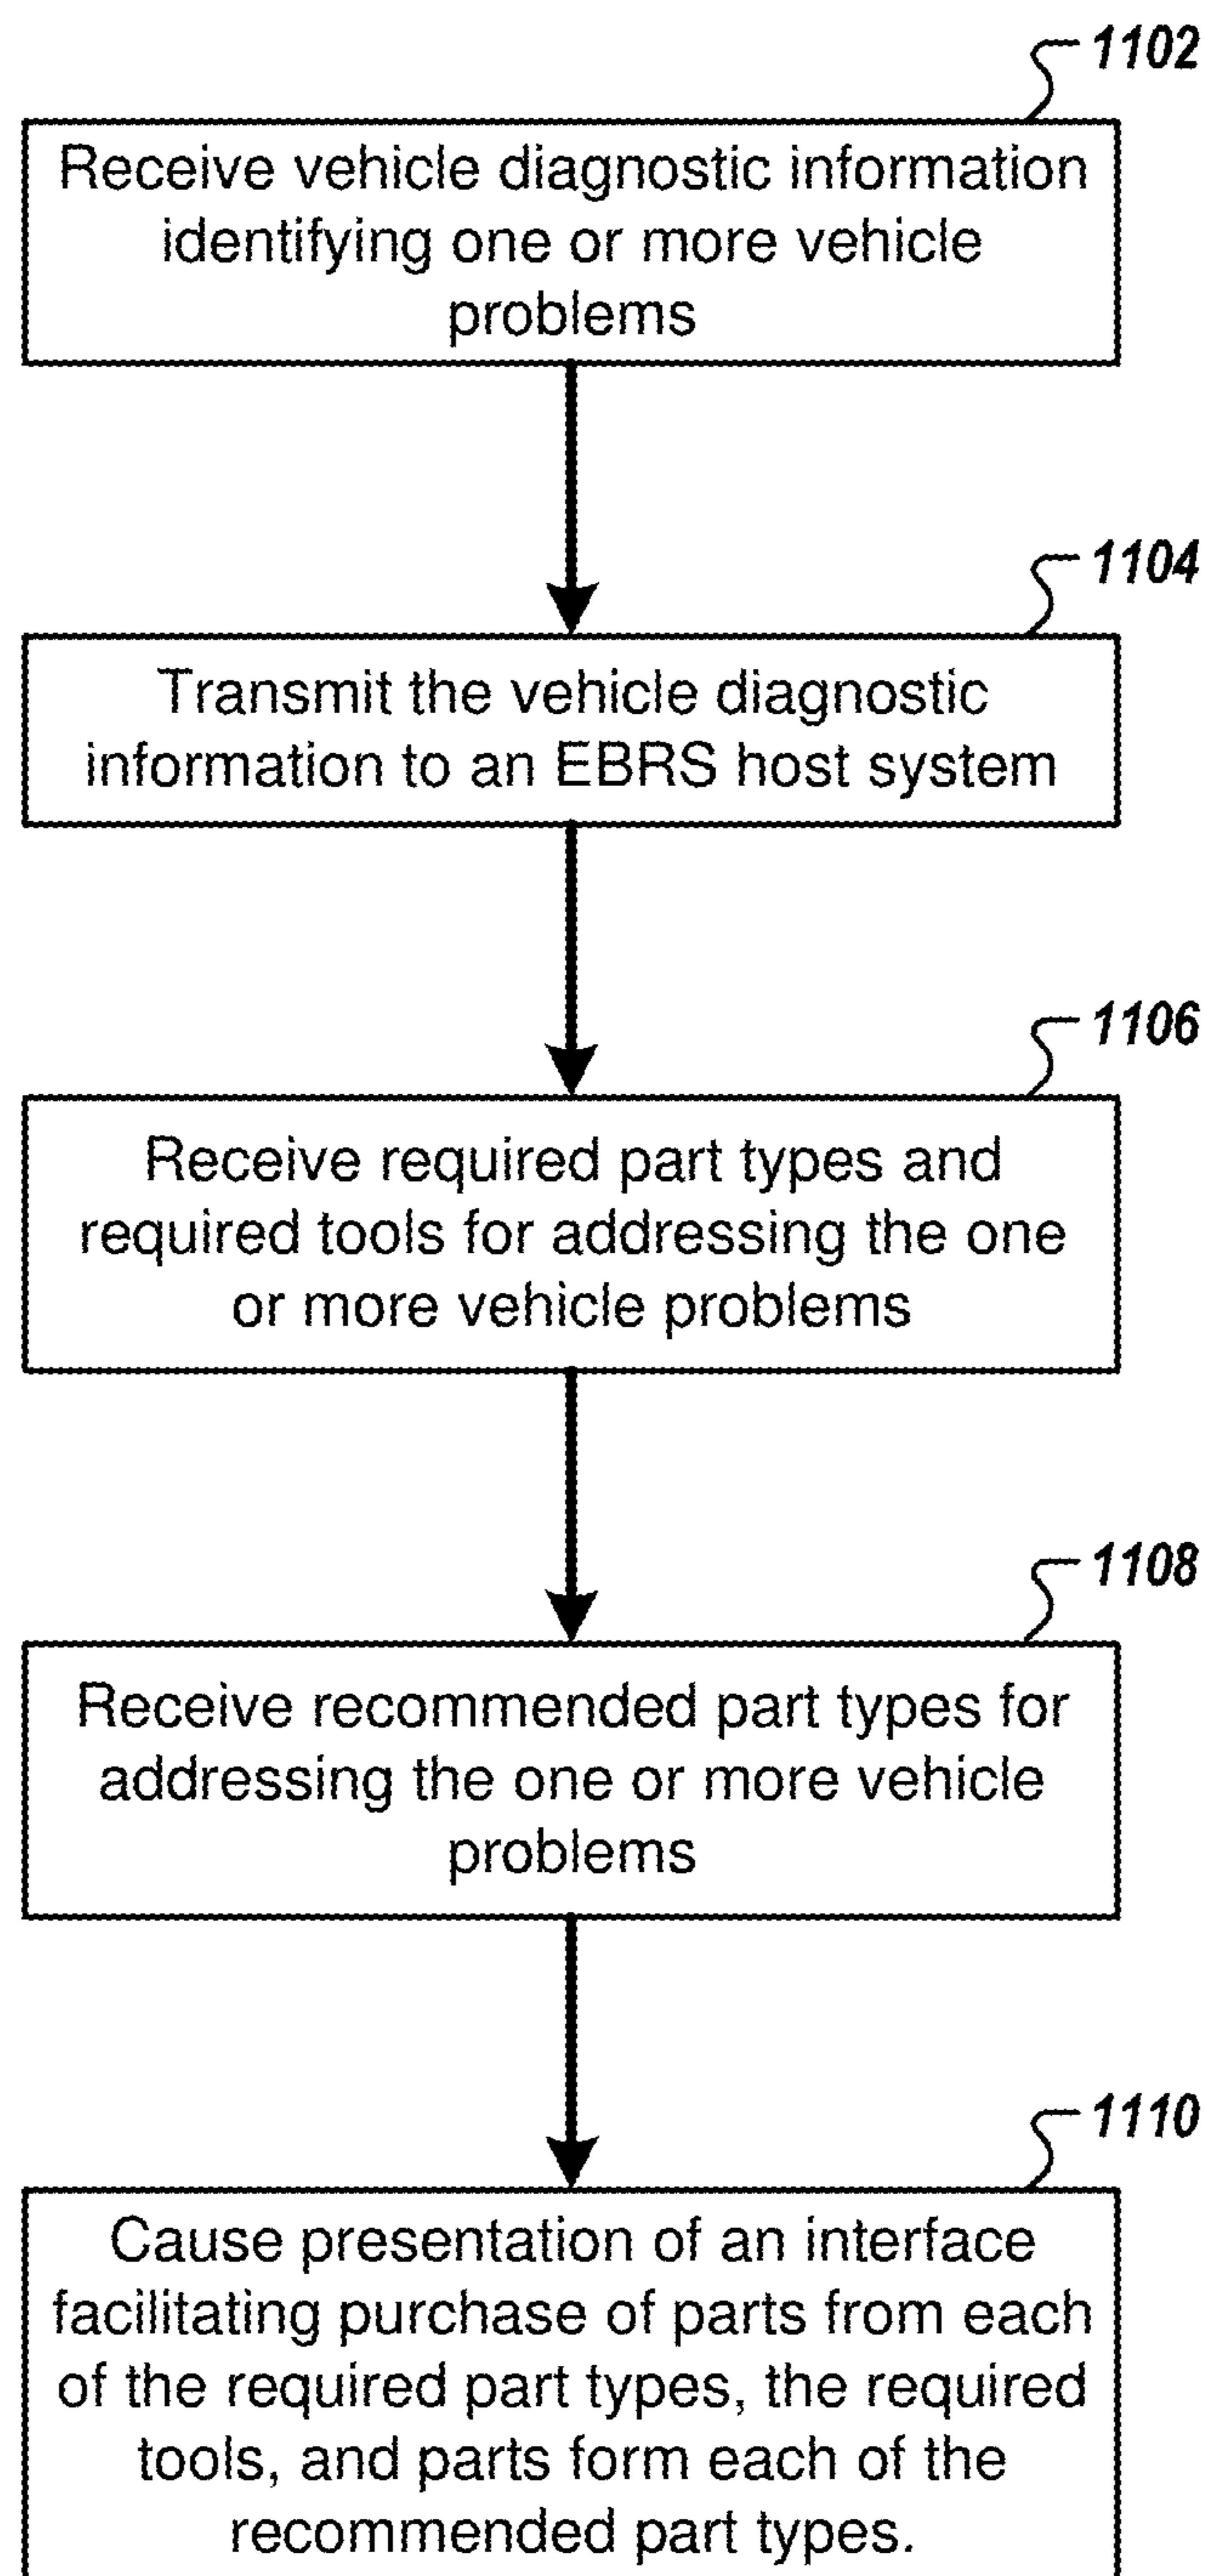 1102
Receive vehicle diagnostic information
identifying one or more vehicle
problems
1104
Transmit the vehicle diagnostic
information to an EBRS host system
1106
Receive required part types and
required tools for addressing the one
or more vehicle problems
1108
Receive recommended part types for
addressing the one or more vehicle
problems
1110
Cause presentation of an interface
facilitating purchase of parts from each
of the required part types, the required
tools, and parts form each of the
recommended part types.